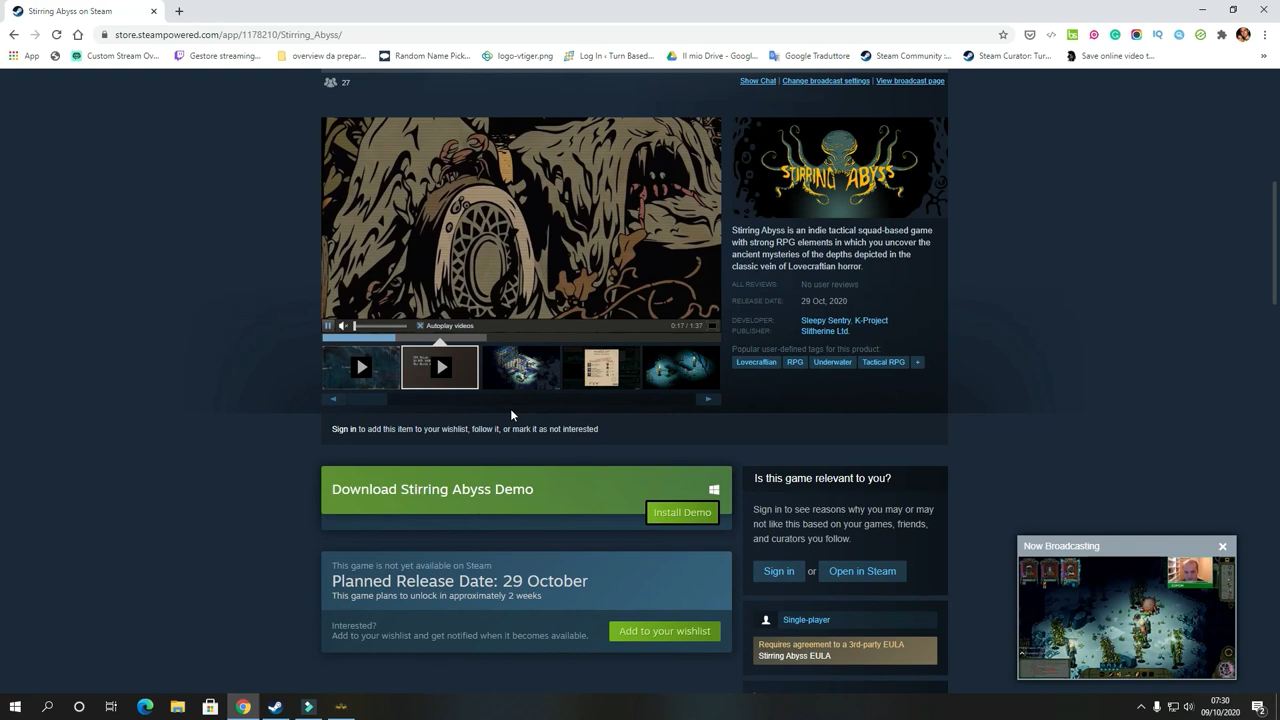 Stirring Abyss on Steam
store.steampowered.com/app/1178210/Stirring_Abyss/
App
Custom Stream Ov...
Gestore streaming...
overview da prepar...
Random Name Pick...
logo-vtiger.png
Log In ‹ Turn Based...
Il mio Drive – Googl...
Google Traduttore
Steam Community :...
Steam Curator: Tur...
Save online video t...
»
27
Show Chat | Change broadcast settings | View broadcast page
STIRRING ABYSS
Stirring Abyss is an indie tactical squad-based game
with strong RPG elements in which you uncover the
ancient mysteries of the depths depicted in the
classic vein of Lovecraftian horror.
ALL REVIEWS: No user reviews
RELEASE DATE: 29 Oct, 2020
DEVELOPER: Sleepy Sentry, K-Project
PUBLISHER: Slitherine Ltd.
Popular user-defined tags for this product:
Lovecraftian RPG Underwater Tactical RPG +
Autoplay videos
0:17 / 1:37
Sign in to add this item to your wishlist, follow it, or mark it as not interested
Download Stirring Abyss Demo
Install Demo
This game is not yet available on Steam
Planned Release Date: 29 October
This game plans to unlock in approximately 2 weeks
Interested?
Add to your wishlist and get notified when it becomes available.
Add to your wishlist
Is this game relevant to you?
Sign in to see reasons why you may or may
not like this based on your games, friends,
and curators you follow.
Sign in or Open in Steam
Single-player
Requires agreement to a 3rd-party EULA
Stirring Abyss EULA
Now Broadcasting
07:30
09/10/2020
2